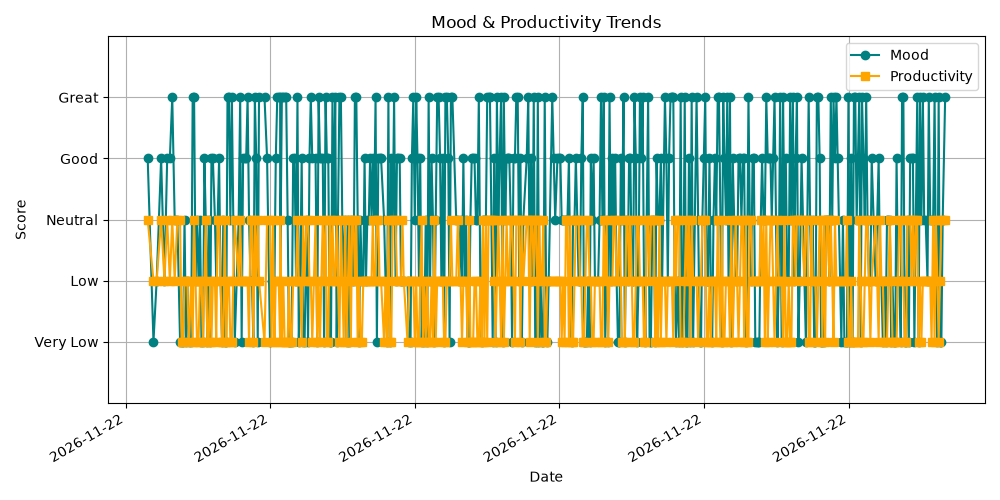 Mood & Productivity Trends
Mood
Productivity
Great
Good
Neutral
Low
Very Low
Score
2026-11-22
2026-11-22
2026-11-22
2026-11-22
2026-11-22
2026-11-22
Date